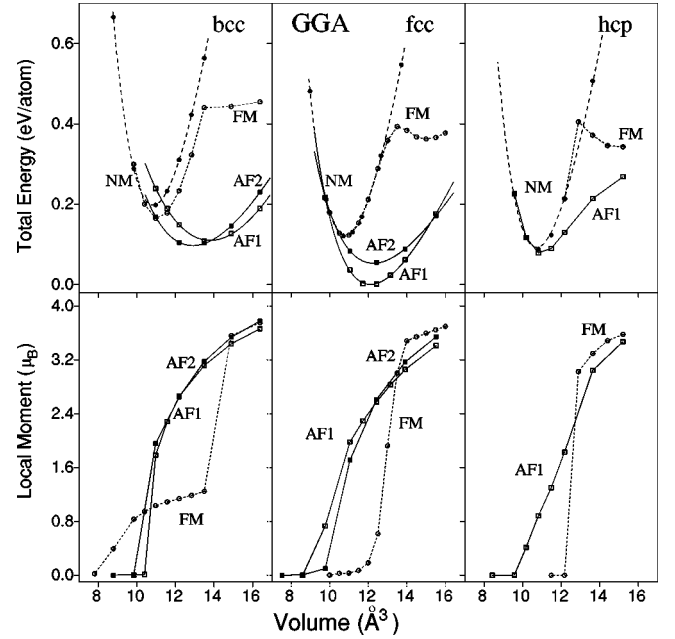 bcc GGA fcc hcp
0.6
0.4
0.2
0.0
Total Energy (eV/atom)
NM FM AF2 AF1
NM FM AF2 AF1
NM FM AF1
4.0
3.2
2.4
1.6
0.8
0.0
Local Moment (μB)
AF2 AF1 FM
AF2 AF1 FM
FM AF1
8 10 12 14 16 8 10 12 14 16 8 10 12 14 16
Volume (Å3)